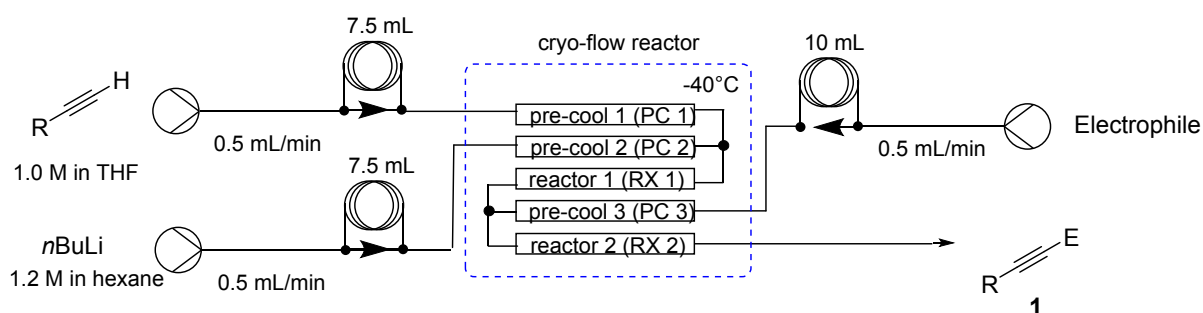 7.5 mL
cryo-flow reactor
10 mL
-40°C
H
R
pre-cool 1 (PC 1)
0.5 mL/min
pre-cool 2 (PC 2)
0.5 mL/min
Electrophile
1.0 M in THF
7.5 mL
reactor 1 (RX 1)
pre-cool 3 (PC 3)
nBuLi
reactor 2 (RX 2)
E
1.2 M in hexane
0.5 mL/min
R
1